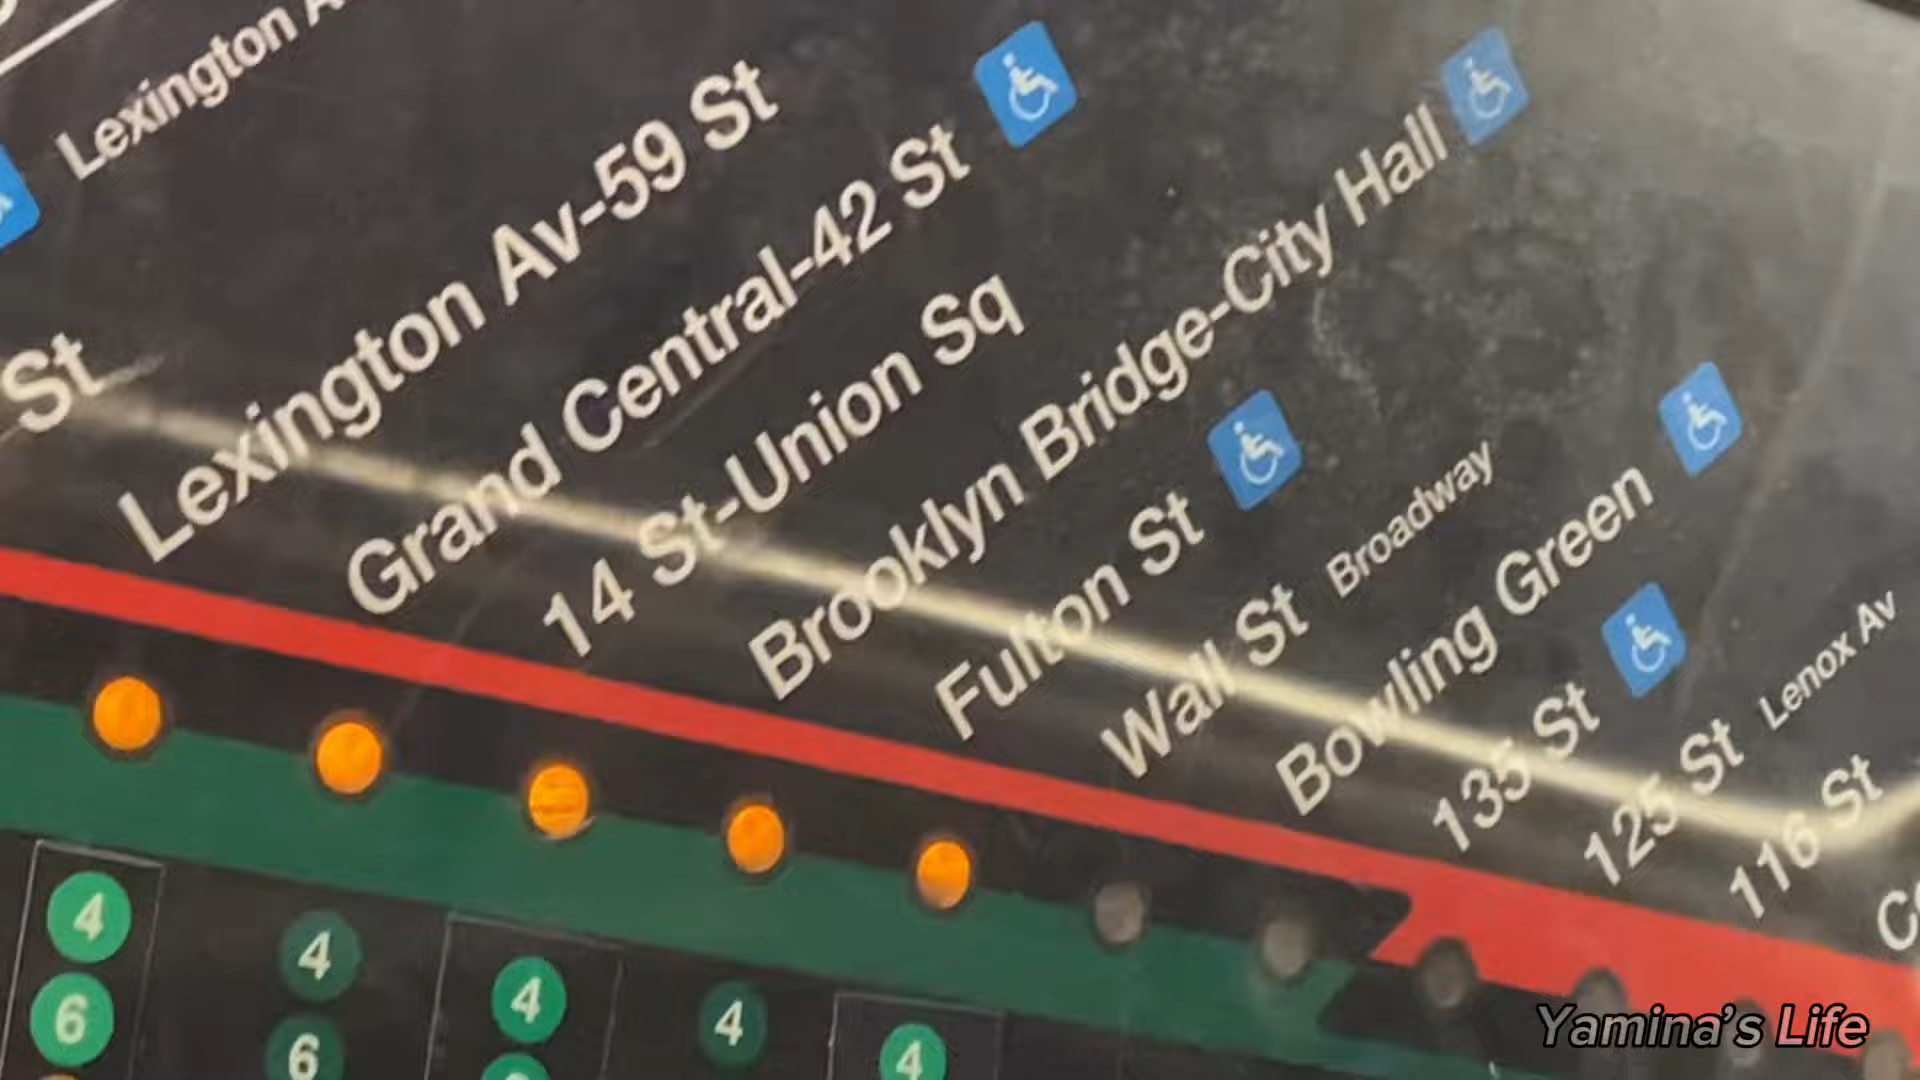 Lexington
St
Lexington Av-59 St
Grand Central-42 St
14 St-Union Sq
Brooklyn Bridge-City Hall
Fulton St
Wall St Broadway
Bowling Green
135 St
125 St Lenox Av
116 St
4
6
4
6
4
4
4
Yamina's Life